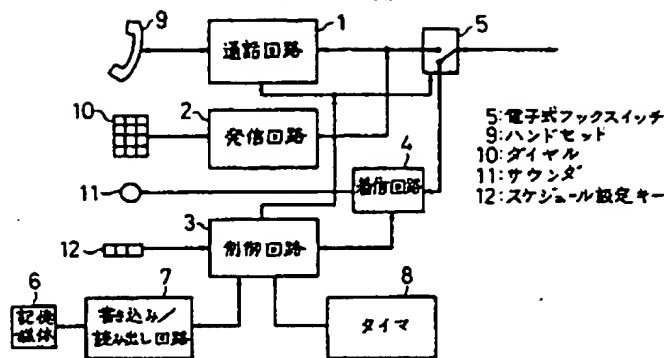 9
1
5
通話回路
10
2
発信回路
4
11
着信回路
3
12
制御回路
6
7
8
記憶
媒体
書き込み/
読み出し回路
タイマ
5:電子式フックスイッチ
9:ハンドセット
10:ダイヤル
11:サウンダ
12:スケジュール設定キー